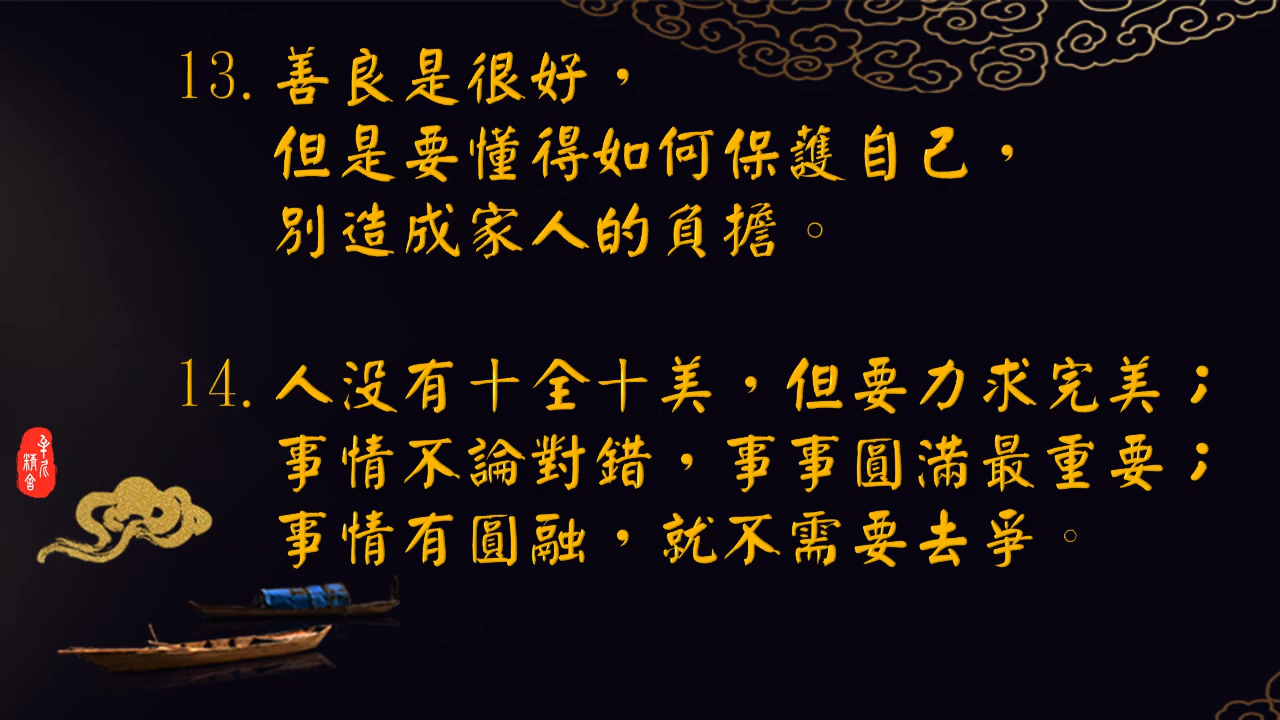 13. 善良是很好，
但是要懂得如何保護自己，
別造成家人的負擔。
14. 人沒有十全十美，但要力求完美；
事情不論對錯，事事圓滿最重要；
事情有圓融，就不需要去爭。